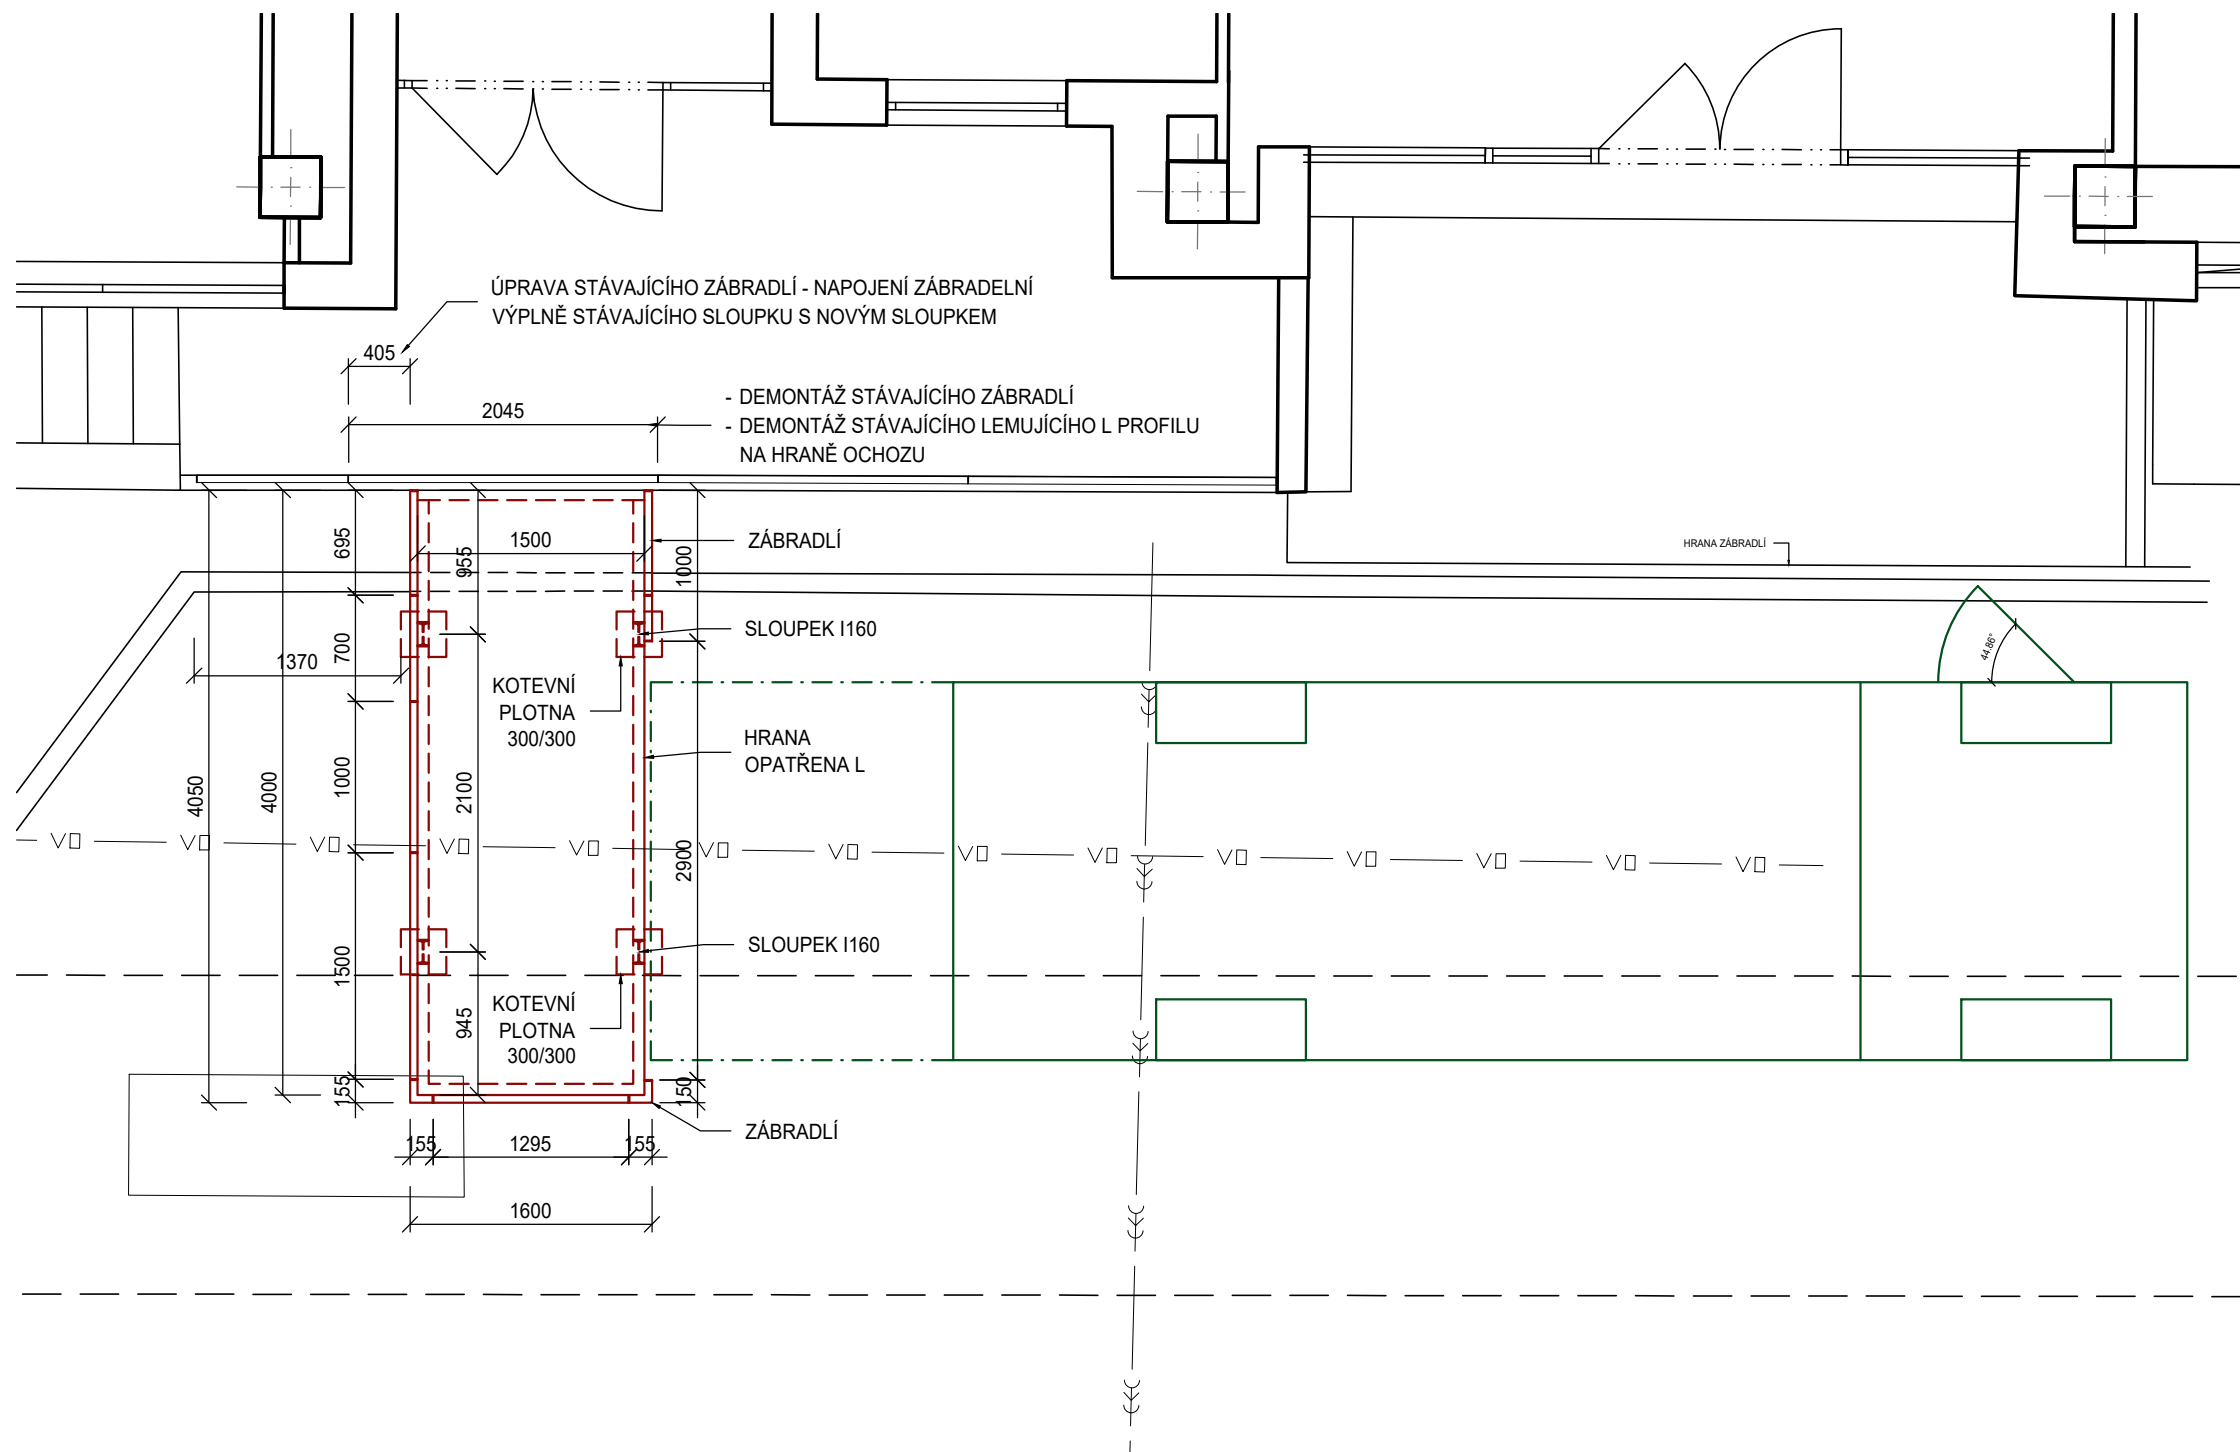 ÚPRAVA STÁVAJÍCÍHO ZÁBRADLÍ - NAPOJENÍ ZÁBRADELNÍ
VÝPLNĚ STÁVAJÍCÍHO SLOUPKU S NOVÝM SLOUPKEM
405
2045
- DEMONTÁŽ STÁVAJÍCÍHO ZÁBRADLÍ
- DEMONTÁŽ STÁVAJÍCÍHO LEMUJÍCÍHO L PROFILU
NA HRANĚ OCHOZU
695
955
1500
1000
ZÁBRADLÍ
HRANA ZÁBRADLÍ
700
1370
SLOUPEK I160
44.86°
KOTEVNÍ
PLOTNA
300/300
HRANA
OPATŘENA L
4050
4000
1000
2100
2900
1500
945
SLOUPEK I160
KOTEVNÍ
PLOTNA
300/300
155
150
ZÁBRADLÍ
155
1295
155
1600